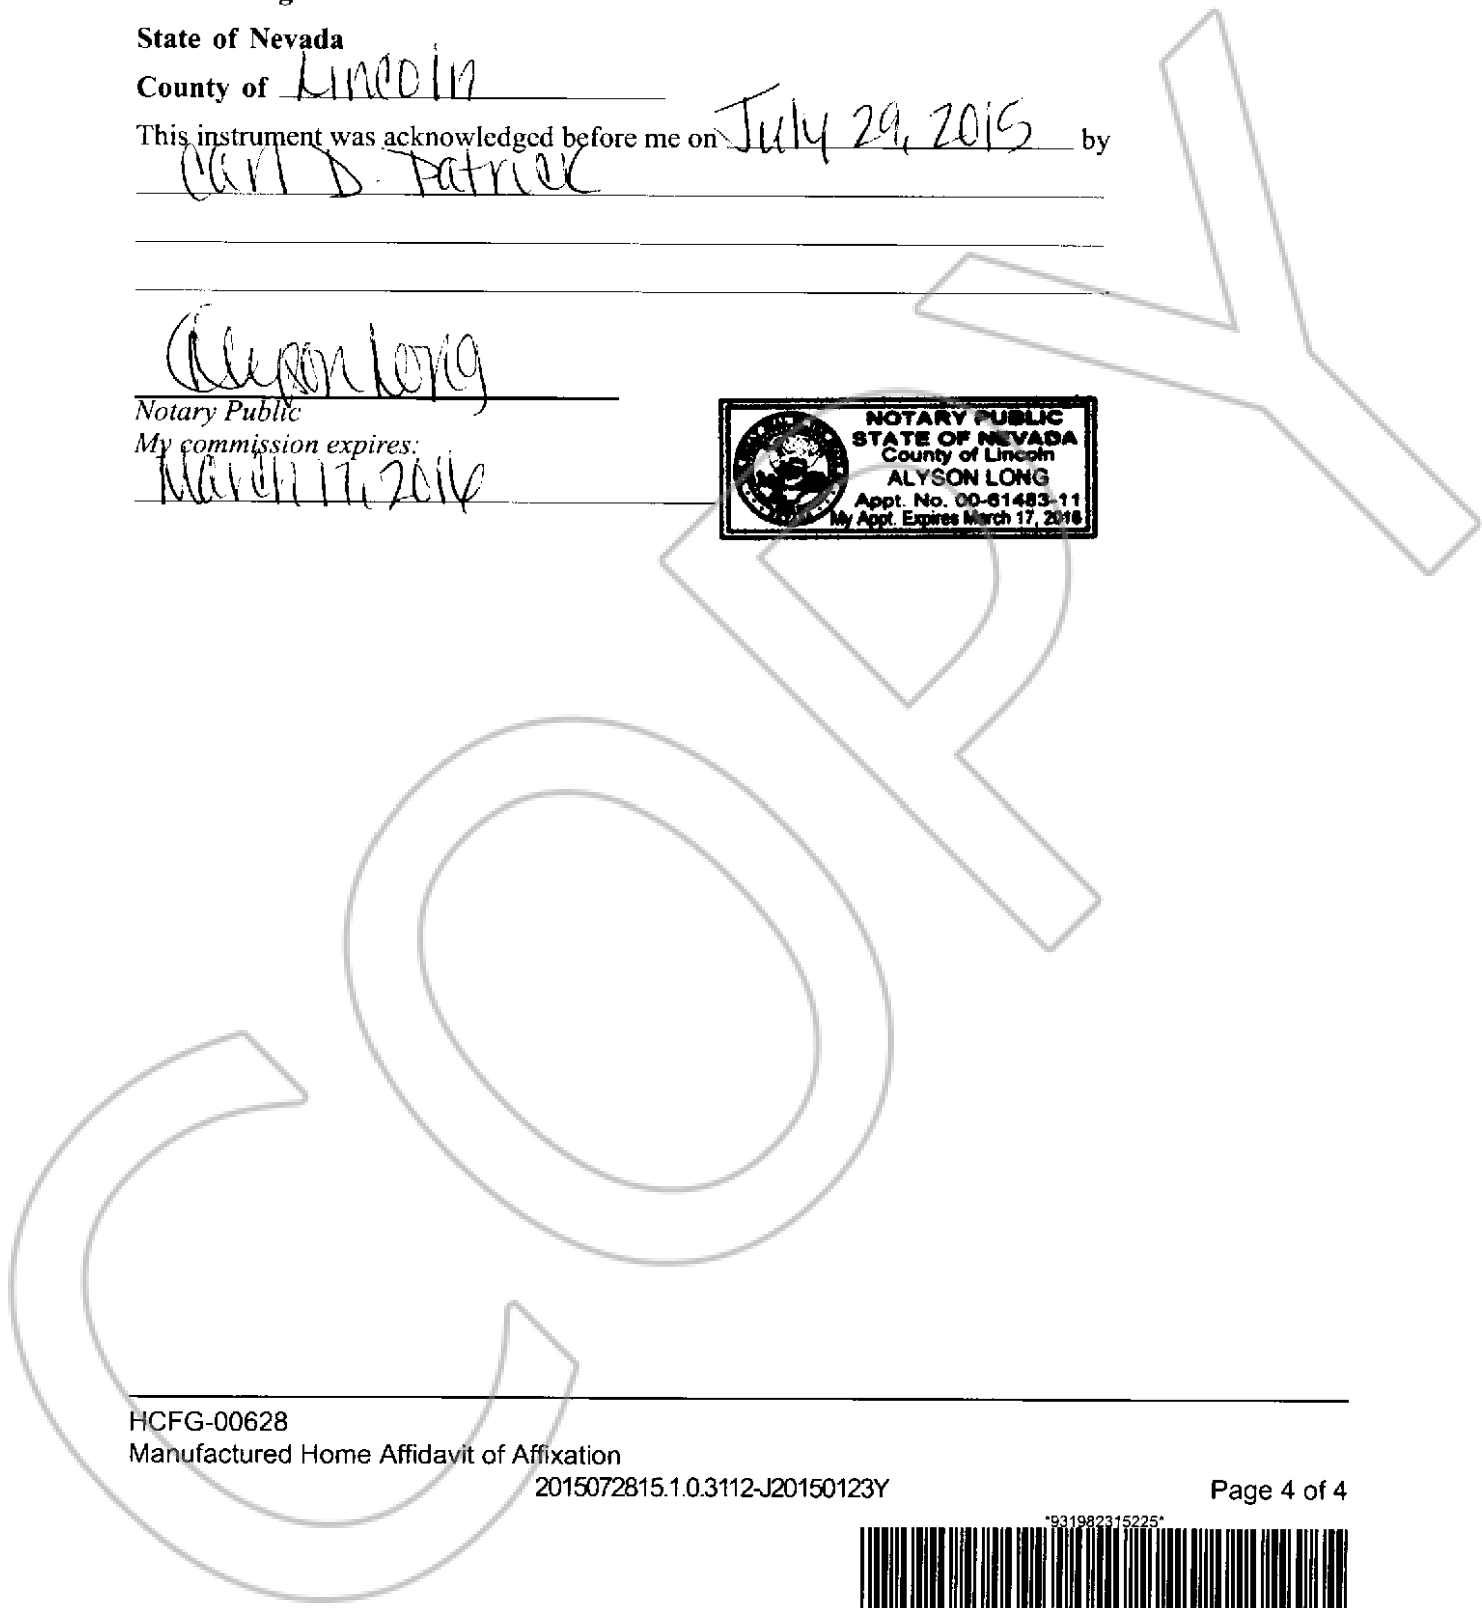 State of Nevada
County of Lincoln
This instrument was acknowledged before me on July 29, 2015 by
Carl D. Patrick
Alyson Long
Notary Public
My commission expires:
March 17, 2016
NOTARY PUBLIC
STATE OF NEVADA
County of Lincoln
ALYSON LONG
Appt. No. 00-61483-11
My Appt. Expires March 17, 2016
COPY
HCFG-00628
Manufactured Home Affidavit of Affixation
2015072815.1.0.3112-J20150123Y
Page 4 of 4
*931982315225*